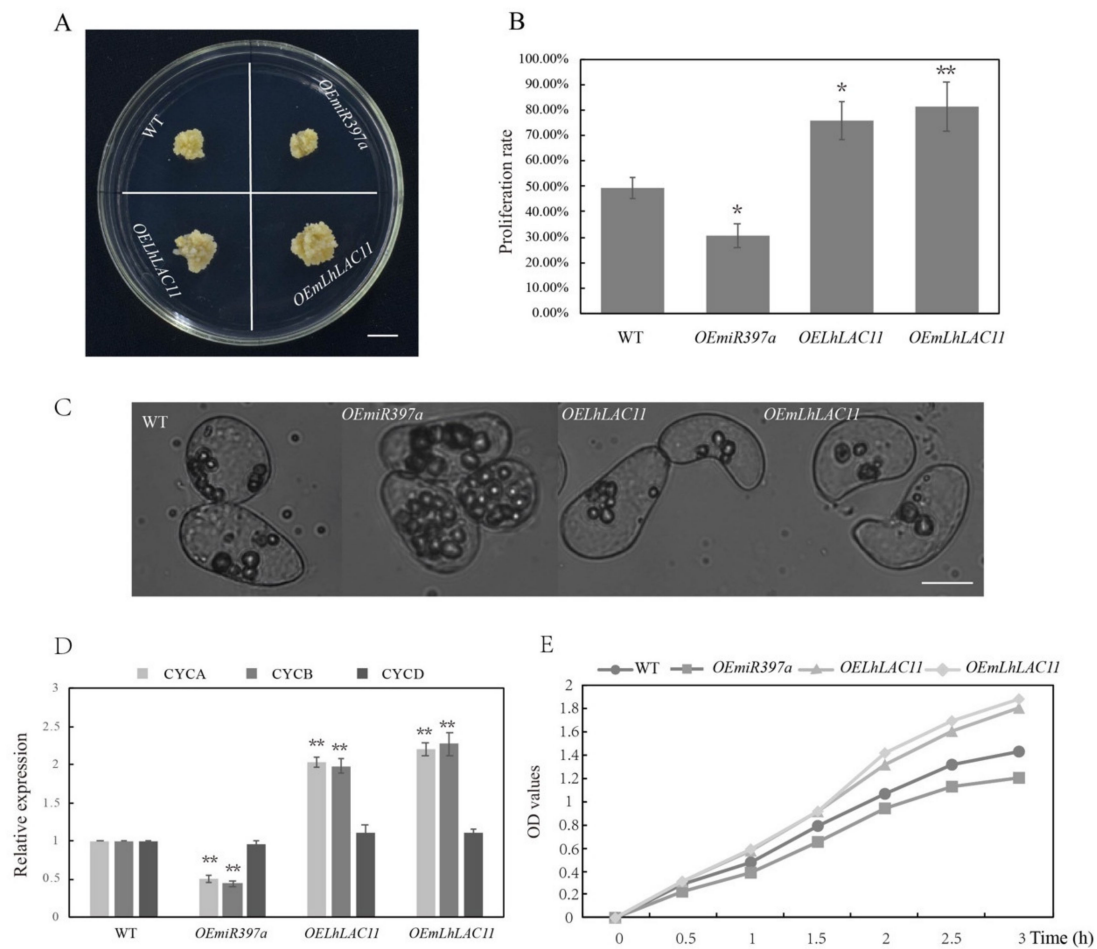 A
WT
OEmiR397a
OELhLAC11
OEmLhLAC11
B
Proliferation rate
100.00%
90.00%
80.00%
70.00%
60.00%
50.00%
40.00%
30.00%
20.00%
10.00%
0.00%
*
*
**
WT
OEmiR397a
OELhLAC11
OEmLhLAC11
C
WT
OEmiR397a
OELhLAC11
OEmLhLAC11
D
CYCA CYCB CYCD
Relative expression
3
2.5
2
1.5
1
0.5
0
** **
** **
** **
WT
OEmiR397a
OELhLAC11
OEmLhLAC11
E
WT OEmiR397a OELhLAC11 OEmLhLAC11
OD values
2
1.8
1.6
1.4
1.2
1
0.8
0.6
0.4
0.2
0
0 0.5 1 1.5 2 2.5 3 Time (h)